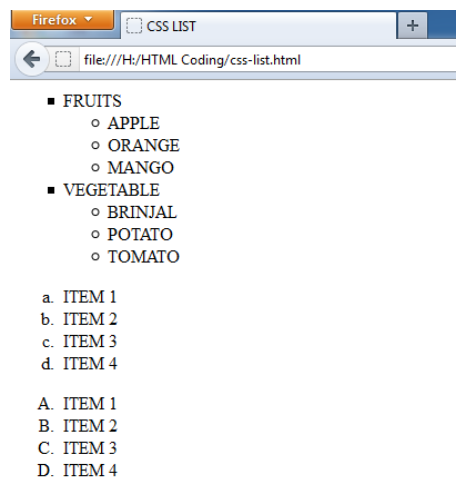 Firefox
CSS LIST
+
file:///H:/HTML Coding/css-list.html
FRUITS
APPLE
ORANGE
MANGO
VEGETABLE
BRINJAL
POTATO
TOMATO
a. ITEM 1
b. ITEM 2
c. ITEM 3
d. ITEM 4
A. ITEM 1
B. ITEM 2
C. ITEM 3
D. ITEM 4